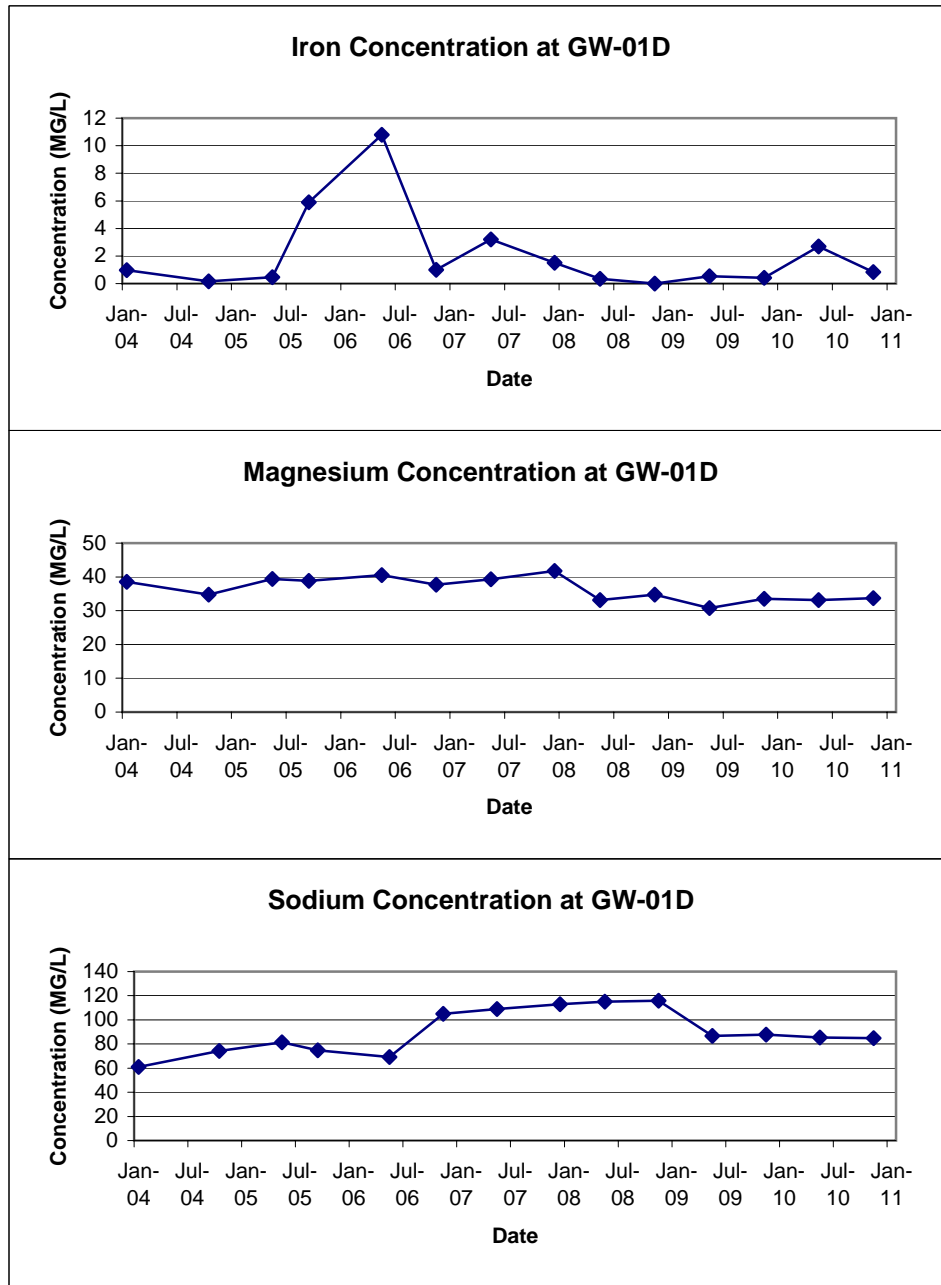 Iron Concentration at GW-01D
Concentration (MG/L)
12
10
8
6
4
2
0
Jan- Jul- Jan- Jul- Jan- Jul- Jan- Jul- Jan- Jul- Jan- Jul- Jan- Jul- Jan-
04 04 05 05 06 06 07 07 08 08 09 09 10 10 11
Date
Magnesium Concentration at GW-01D
Concentration (MG/L)
50
40
30
20
10
0
Jan- Jul- Jan- Jul- Jan- Jul- Jan- Jul- Jan- Jul- Jan- Jul- Jan- Jul- Jan-
04 04 05 05 06 06 07 07 08 08 09 09 10 10 11
Date
Sodium Concentration at GW-01D
Concentration (MG/L)
140
120
100
80
60
40
20
0
Jan- Jul- Jan- Jul- Jan- Jul- Jan- Jul- Jan- Jul- Jan- Jul- Jan- Jul- Jan-
04 04 05 05 06 06 07 07 08 08 09 09 10 10 11
Date